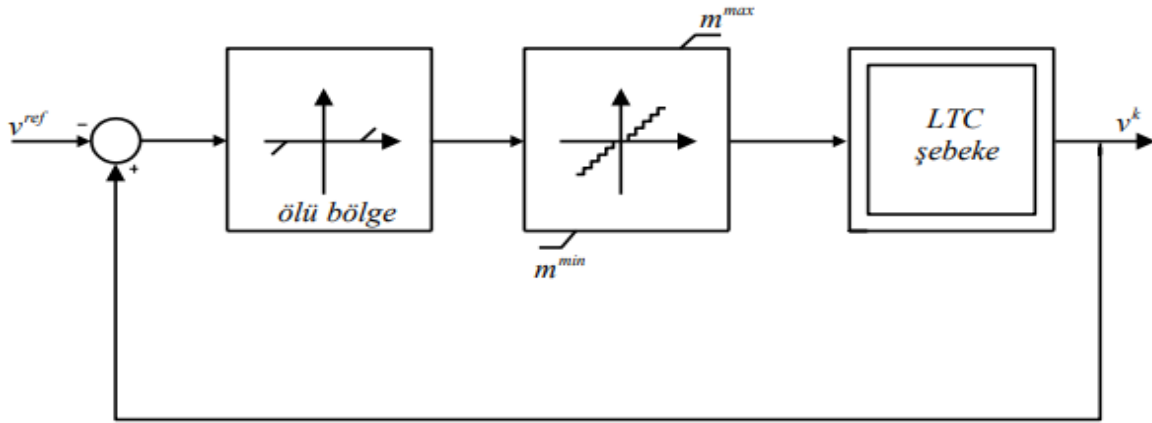 v^ref
−
+
ölü bölge
m^max
m^min
LTC
şebeke
v^k